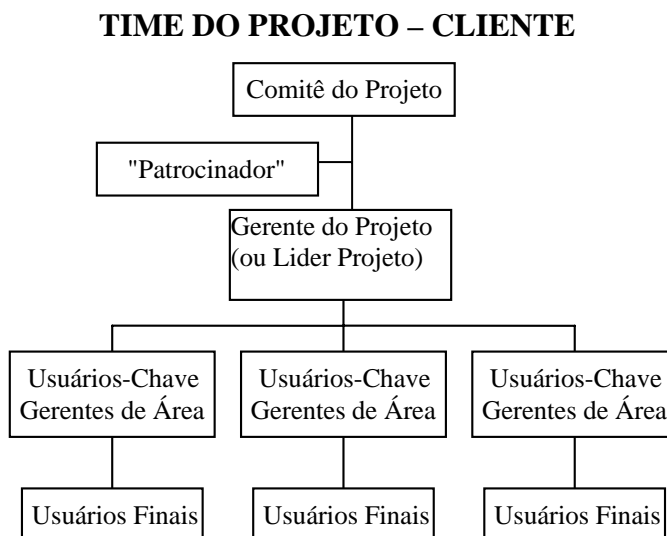 TIME DO PROJETO – CLIENTE
Comitê do Projeto
"Patrocinador"
Gerente do Projeto
(ou Lider Projeto)
Usuários-Chave
Gerentes de Área
Usuários-Chave
Gerentes de Área
Usuários-Chave
Gerentes de Área
Usuários Finais
Usuários Finais
Usuários Finais